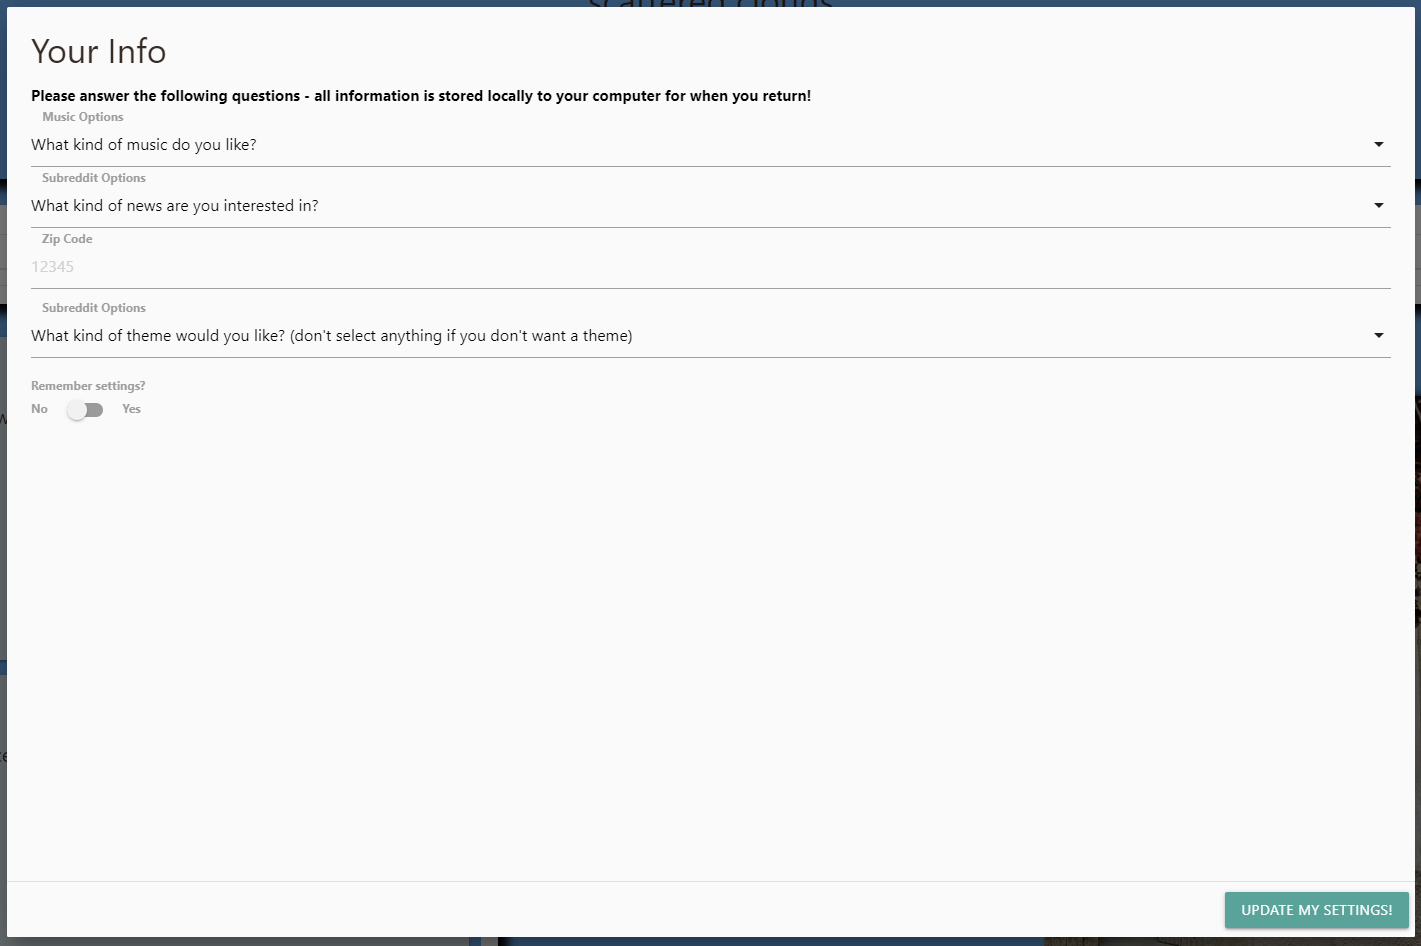 scattered clouds
Your Info
Please answer the following questions - all information is stored locally to your computer for when you return!
Music Options
What kind of music do you like?
Subreddit Options
What kind of news are you interested in?
Zip Code
12345
Subreddit Options
What kind of theme would you like? (don't select anything if you don't want a theme)
Remember settings?
No Yes
UPDATE MY SETTINGS!